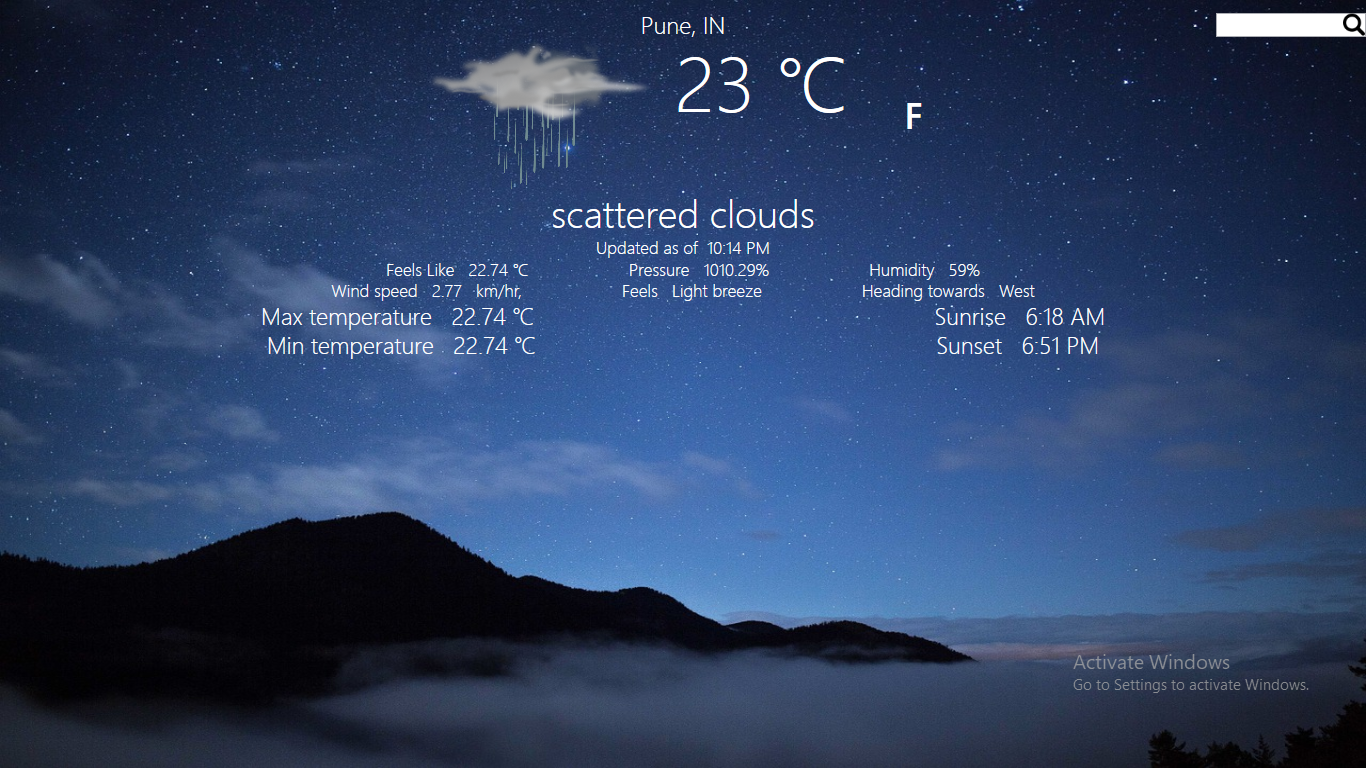 Pune, IN
23 °C
F
scattered clouds
Updated as of 10:14 PM
Feels Like 22.74 °C Pressure 1010.29% Humidity 59%
Wind speed 2.77 km/hr, Feels Light breeze Heading towards West
Max temperature 22.74 °C Sunrise 6:18 AM
Min temperature 22.74 °C Sunset 6:51 PM
Activate Windows
Go to Settings to activate Windows.